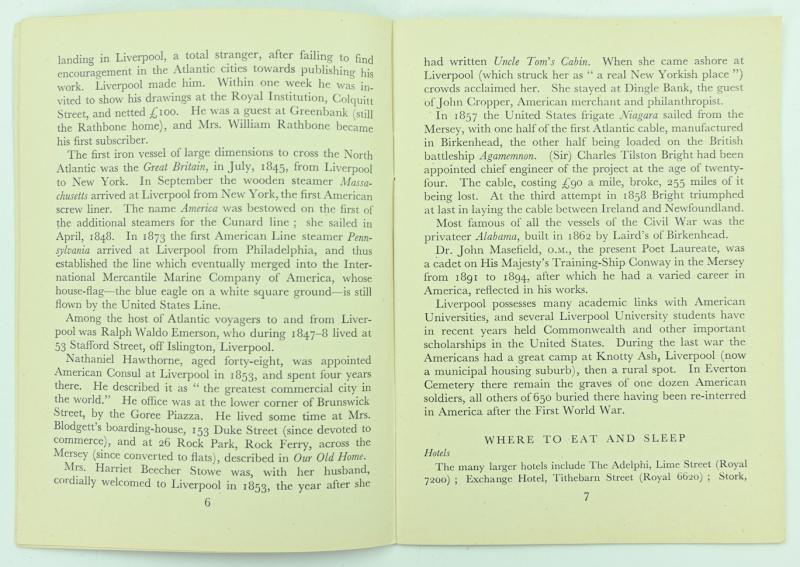 landing in Liverpool, a total stranger, after failing to find
encouragement in the Atlantic cities towards publishing his
work. Liverpool made him. Within one week he was in-
vited to show his drawings at the Royal Institution, Colquitt
Street, and netted £100. He was a guest at Greenbank (still
the Rathbone home), and Mrs. William Rathbone became
his first subscriber.
The first iron vessel of large dimensions to cross the North
Atlantic was the Great Britain, in July, 1845, from Liverpool
to New York. In September the wooden steamer Massa-
chusetts arrived at Liverpool from New York, the first American
screw liner. The name America was bestowed on the first of
the additional steamers for the Cunard line ; she sailed in
April, 1848. In 1873 the first American Line steamer Penn-
sylvania arrived at Liverpool from Philadelphia, and thus
established the line which eventually merged into the Inter-
national Mercantile Marine Company of America, whose
house-flag—the blue eagle on a white square ground—is still
flown by the United States Line.
Among the host of Atlantic voyagers to and from Liver-
pool was Ralph Waldo Emerson, who during 1847-8 lived at
53 Stafford Street, off Islington, Liverpool.
Nathaniel Hawthorne, aged forty-eight, was appointed
American Consul at Liverpool in 1853, and spent four years
there. He described it as “ the greatest commercial city in
the world.” He office was at the lower corner of Brunswick
Street, by the Goree Piazza. He lived some time at Mrs.
Blodgett's boarding-house, 153 Duke Street (since devoted to
commerce), and at 26 Rock Park, Rock Ferry, across the
Mersey (since converted to flats), described in Our Old Home.
Mrs. Harriet Beecher Stowe was, with her husband,
cordially welcomed to Liverpool in 1853, the year after she
6
had written Uncle Tom's Cabin. When she came ashore at
Liverpool (which struck her as “ a real New Yorkish place ”)
crowds acclaimed her. She stayed at Dingle Bank, the guest
of John Cropper, American merchant and philanthropist.
In 1857 the United States frigate Niagara sailed from the
Mersey, with one half of the first Atlantic cable, manufactured
in Birkenhead, the other half being loaded on the British
battleship Agamemnon. (Sir) Charles Tilston Bright had been
appointed chief engineer of the project at the age of twenty-
four. The cable, costing £90 a mile, broke, 255 miles of it
being lost. At the third attempt in 1858 Bright triumphed
at last in laying the cable between Ireland and Newfoundland.
Most famous of all the vessels of the Civil War was the
privateer Alabama, built in 1862 by Laird's of Birkenhead.
Dr. John Masefield, O.M., the present Poet Laureate, was
a cadet on His Majesty's Training-Ship Conway in the Mersey
from 1891 to 1894, after which he had a varied career in
America, reflected in his works.
Liverpool possesses many academic links with American
Universities, and several Liverpool University students have
in recent years held Commonwealth and other important
scholarships in the United States. During the last war the
Americans had a great camp at Knotty Ash, Liverpool (now
a municipal housing suburb), then a rural spot. In Everton
Cemetery there remain the graves of one dozen American
soldiers, all others of 650 buried there having been re-interred
in America after the First World War.
WHERE TO EAT AND SLEEP
Hotels
The many larger hotels include The Adelphi, Lime Street (Royal
7200) ; Exchange Hotel, Tithebarn Street (Royal 6620) ; Stork,
7